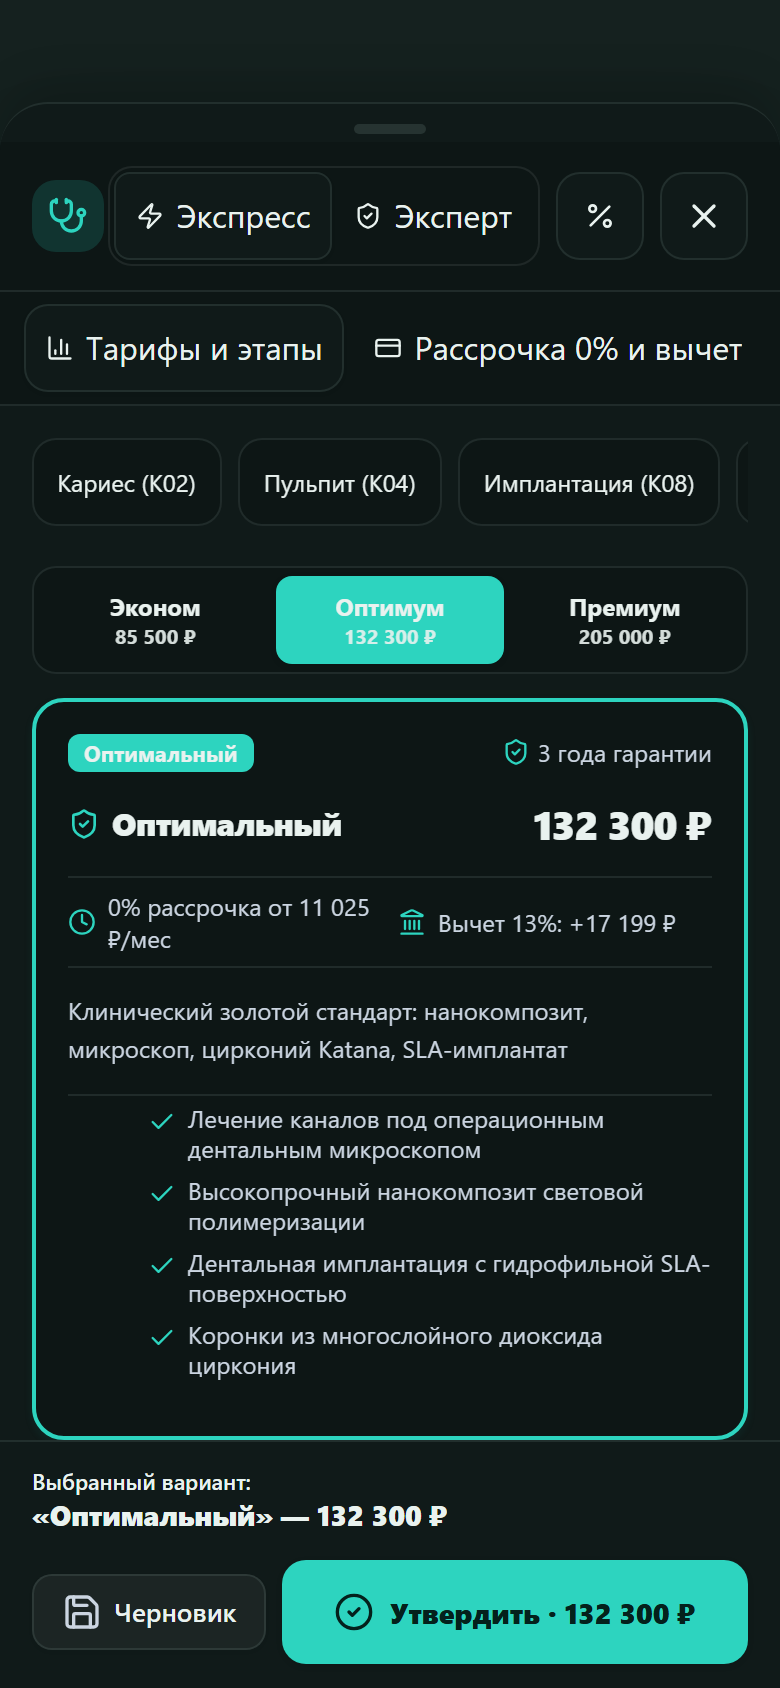 Экспресс
Эксперт
Тарифы и этапы
Рассрочка 0% и вычет
Кариес (K02)
Пульпит (K04)
Имплантация (K08)
Эконом
85 500 ₽
Оптимум
132 300 ₽
Премиум
205 000 ₽
Оптимальный
3 года гарантии
Оптимальный
132 300 ₽
0% рассрочка от 11 025
₽/мес
Вычет 13%: +17 199 ₽
Клинический золотой стандарт: нанокомпозит,
микроскоп, цирконий Katana, SLA-имплантат
Лечение каналов под операционным
дентальным микроскопом
Высокопрочный нанокомпозит световой
полимеризации
Дентальная имплантация с гидрофильной SLA-
поверхностью
Коронки из многослойного диоксида
циркония
Выбранный вариант:
«Оптимальный» — 132 300 ₽
Черновик
Утвердить · 132 300 ₽